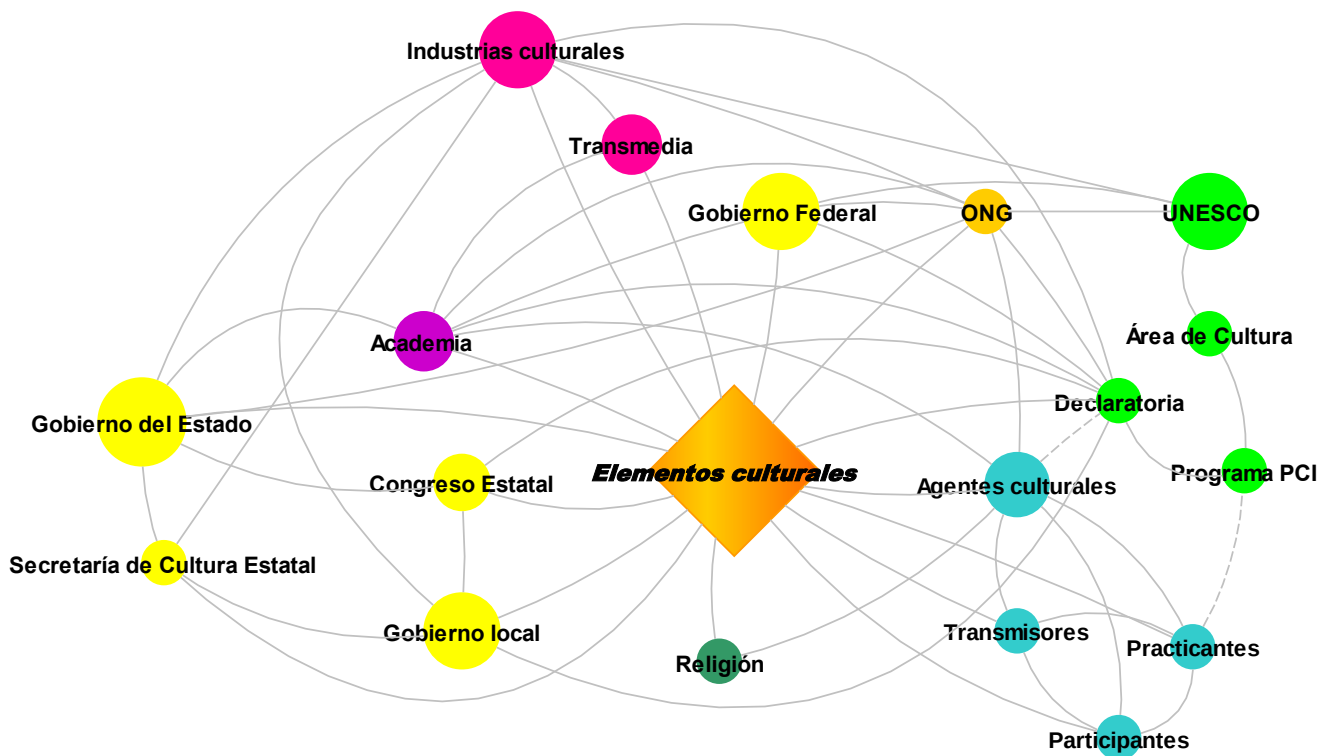 Industrias culturales
Transmedia
Gobierno Federal
ONG
UNESCO
Academia
Área de Cultura
Declaratoria
Gobierno del Estado
Elementos culturales
Programa PCI
Congreso Estatal
Agentes culturales
Secretaría de Cultura Estatal
Gobierno local
Transmisores
Practicantes
Religión
Participantes